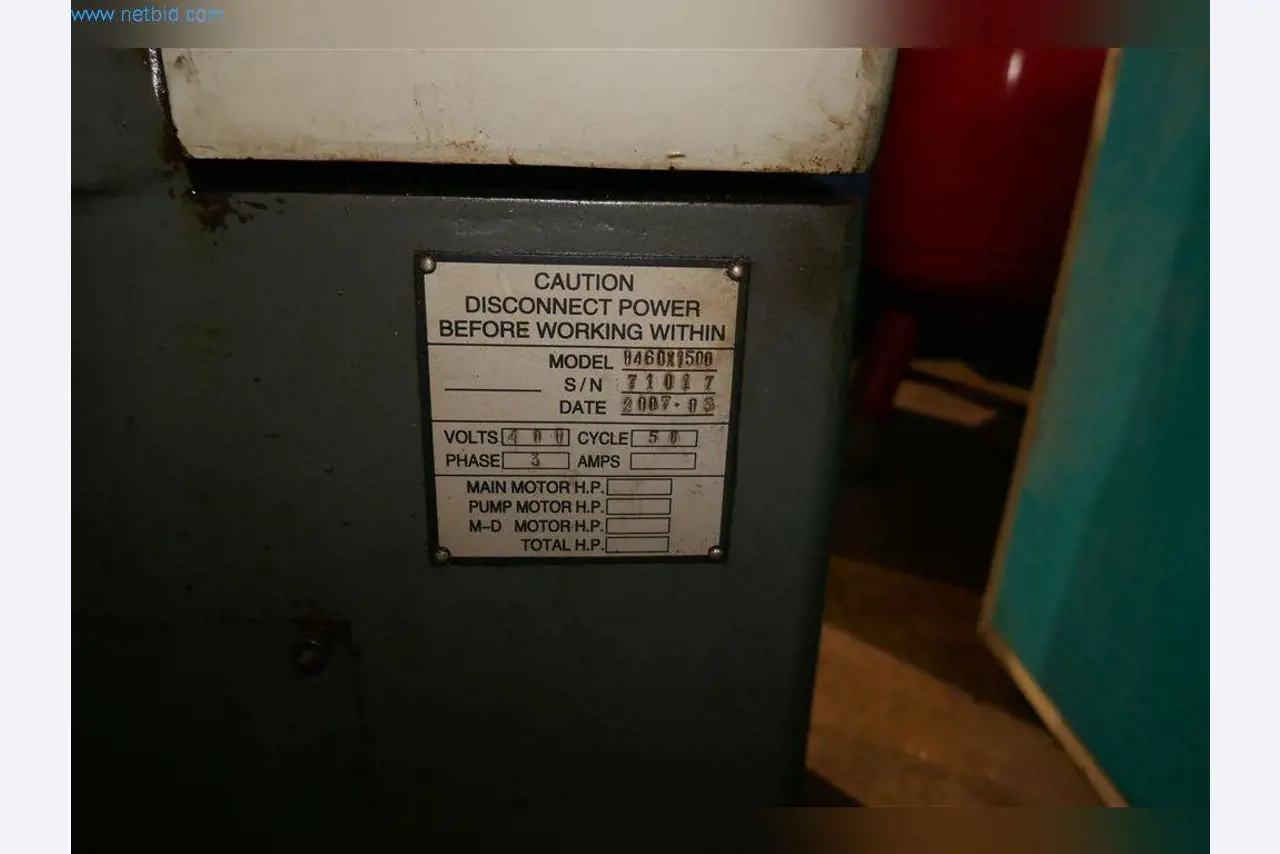 www.netbid.com
CAUTION
DISCONNECT POWER
BEFORE WORKING WITHIN
MODEL
S/N 71017
DATE 2007-03
VOLTS 400 CYCLE 50
PHASE 3 AMPS
MAIN MOTOR H.P.
PUMP MOTOR H.P.
M-D MOTOR H.P.
TOTAL H.P.